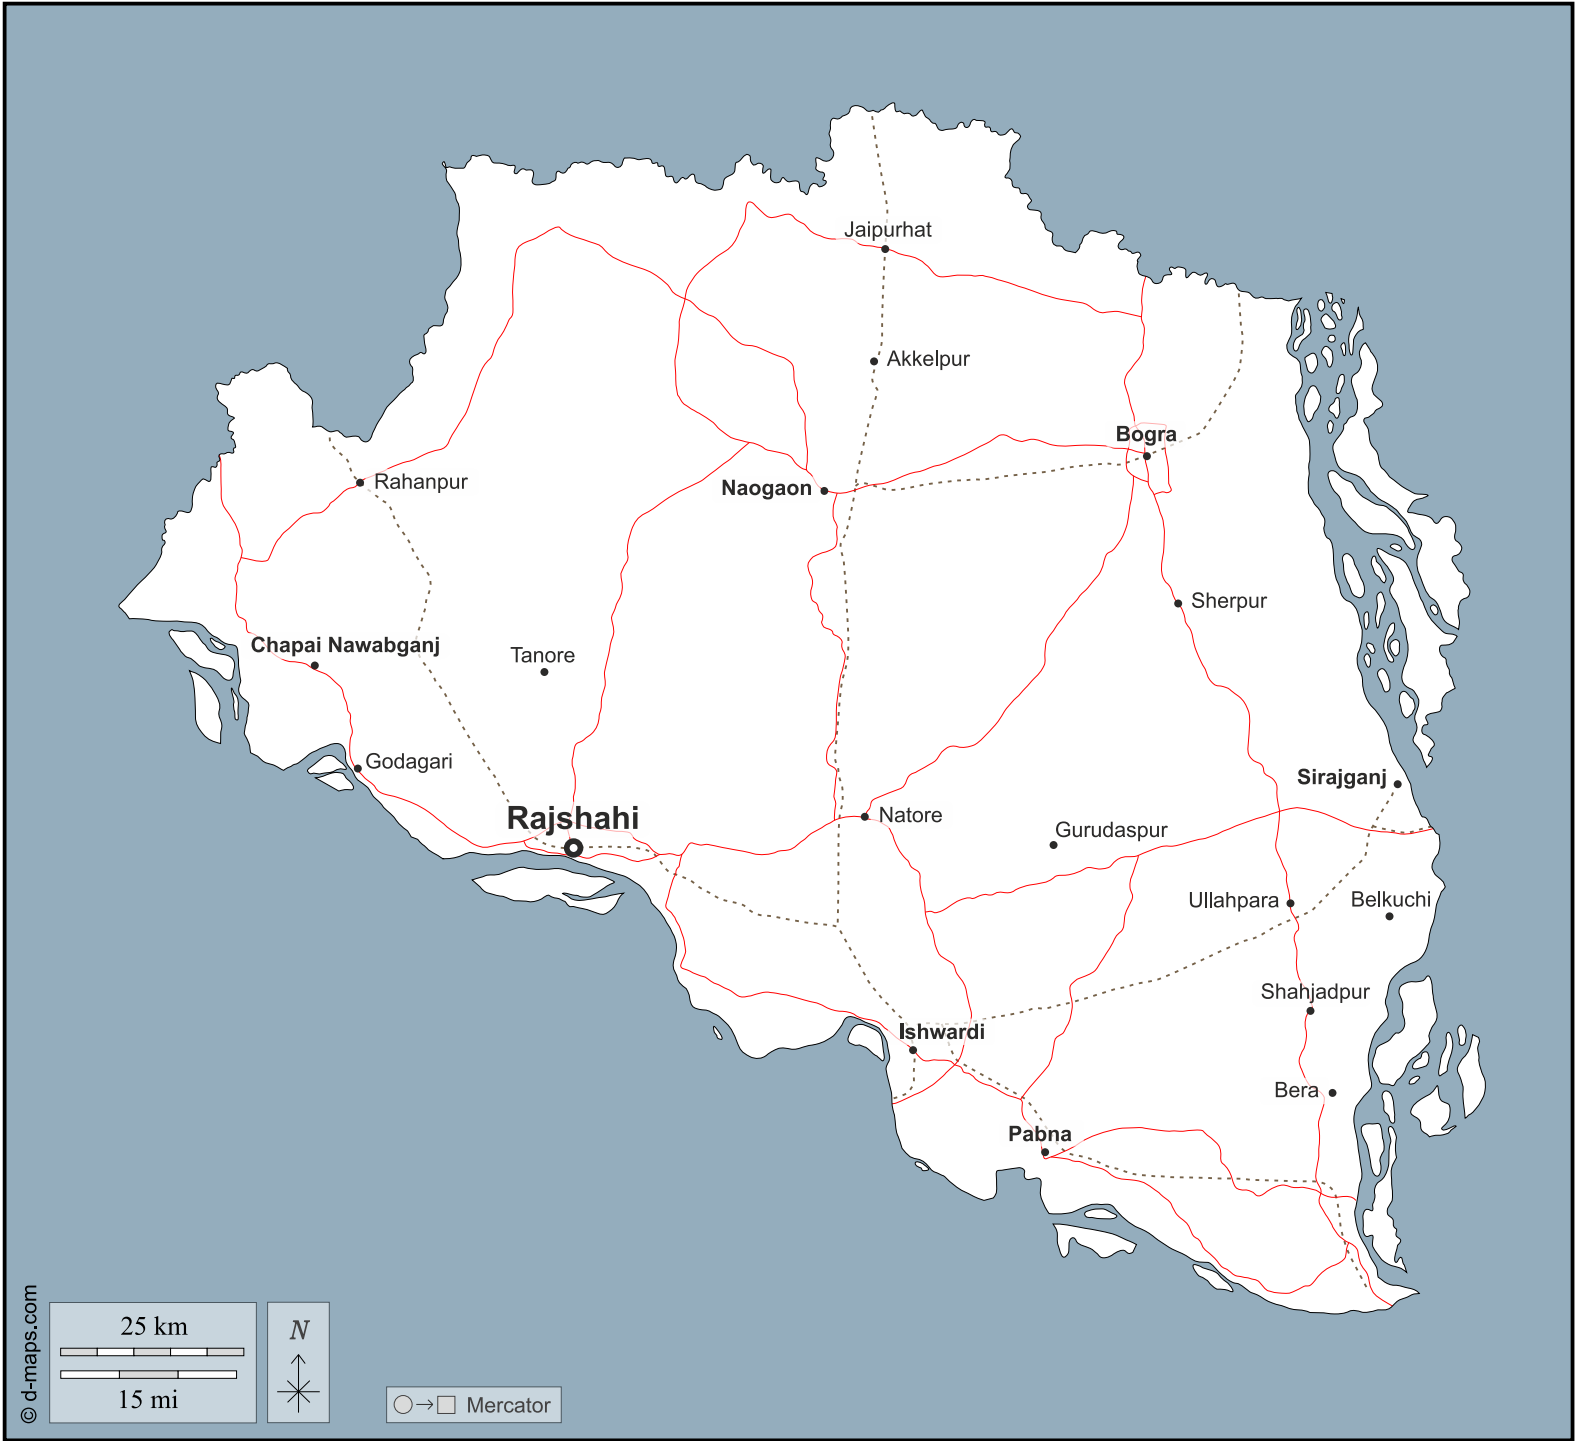 Jaipurhat
Akkelpur
Bogra
Rahanpur
Naogaon
Sherpur
Chapai Nawabganj
Tanore
Godagari
Sirajganj
Rajshahi
Natore
Gurudaspur
Ullahpara
Belkuchi
Shahjadpur
Ishwardi
Bera
Pabna
© d-maps.com
25 km
15 mi
N
Mercator